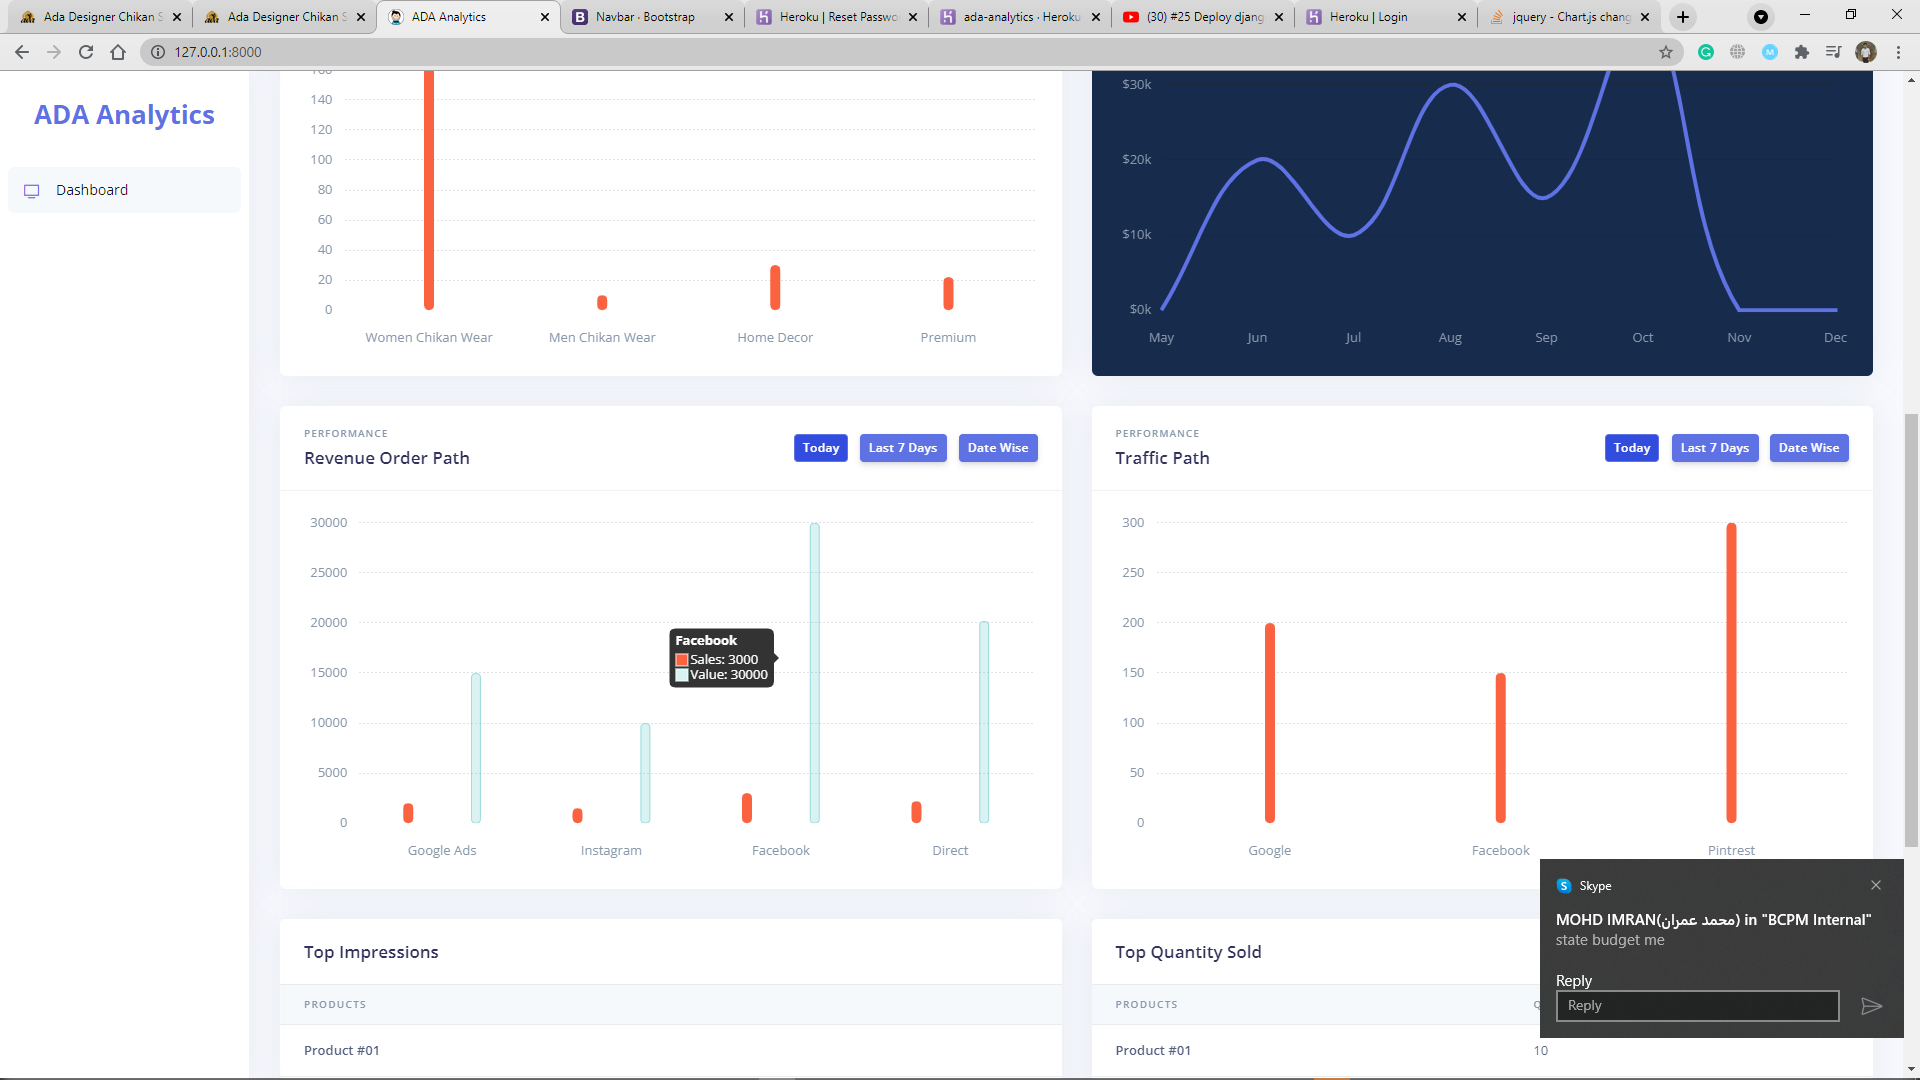 Ada Designer Chikan S
Ada Designer Chikan S
ADA Analytics
Navbar · Bootstrap
Heroku | Reset Passwo
ada-analytics · Heroku
(30) #25 Deploy djang
Heroku | Login
jquery - Chart.js chang
127.0.0.1:8000
ADA Analytics
Dashboard
160
140
120
100
80
60
40
20
0
Women Chikan Wear
Men Chikan Wear
Home Decor
Premium
$30k
$20k
$10k
$0k
May
Jun
Jul
Aug
Sep
Oct
Nov
Dec
PERFORMANCE
Revenue Order Path
Today
Last 7 Days
Date Wise
30000
25000
20000
15000
10000
5000
0
Facebook
Sales: 3000
Value: 30000
Google Ads
Instagram
Facebook
Direct
PERFORMANCE
Traffic Path
Today
Last 7 Days
Date Wise
300
250
200
150
100
50
0
Google
Facebook
Pintrest
Top Impressions
PRODUCTS
Product #01
Top Quantity Sold
PRODUCTS
Product #01
10
Skype
MOHD IMRAN(محمد عمران) in "BCPM Internal"
state budget me
Reply
Reply